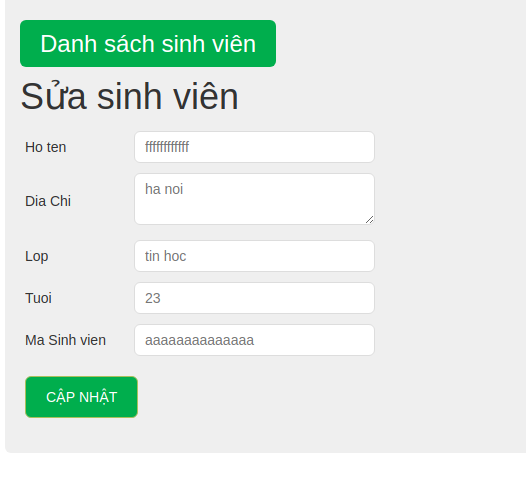 Danh sách sinh viên
Sửa sinh viên
Ho ten ffffffffffff
Dia Chi ha noi
Lop tin hoc
Tuoi 23
Ma Sinh vien aaaaaaaaaaaaaa
CẬP NHẬT